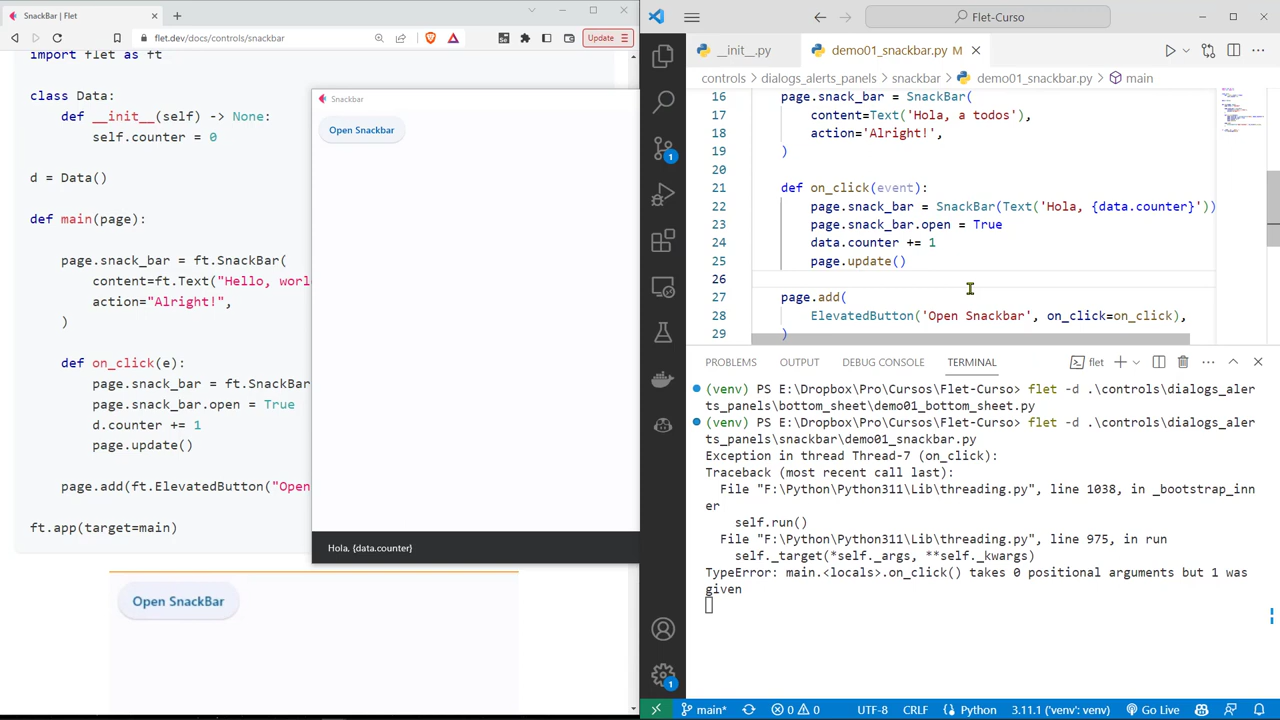 SnackBar | Flet
flet.dev/docs/controls/snackbar
Update
import flet as ft
class Data:
def __init__(self) -> None:
self.counter = 0
d = Data()
def main(page):
page.snack_bar = ft.SnackBar(
content=ft.Text("Hello, worl
action="Alright!",
)
def on_click(e):
page.snack_bar = ft.SnackBar
page.snack_bar.open = True
d.counter += 1
page.update()
page.add(ft.ElevatedButton("Open
ft.app(target=main)
Open SnackBar
Snackbar
Open Snackbar
Hola, {data.counter}
Flet-Curso
__init__.py
demo01_snackbar.py M
controls > dialogs_alerts_panels > snackbar > demo01_snackbar.py > main
16 page.snack_bar = SnackBar(
17 content=Text('Hola, a todos'),
18 action='Alright!',
19 )
20
21 def on_click(event):
22 page.snack_bar = SnackBar(Text('Hola, {data.counter}'))
23 page.snack_bar.open = True
24 data.counter += 1
25 page.update()
26
27 page.add(
28 ElevatedButton('Open Snackbar', on_click=on_click),
29 )
PROBLEMS OUTPUT DEBUG CONSOLE TERMINAL flet
(venv) PS E:\Dropbox\Pro\Cursos\Flet-Curso> flet -d .\controls\dialogs_aler
ts_panels\bottom_sheet\demo01_bottom_sheet.py
(venv) PS E:\Dropbox\Pro\Cursos\Flet-Curso> flet -d .\controls\dialogs_aler
ts_panels\snackbar\demo01_snackbar.py
Exception in thread Thread-7 (on_click):
Traceback (most recent call last):
File "F:\Python\Python311\Lib\threading.py", line 1038, in _bootstrap_inn
er
self.run()
File "F:\Python\Python311\Lib\threading.py", line 975, in run
self._target(*self._args, **self._kwargs)
TypeError: main.<locals>.on_click() takes 0 positional arguments but 1 was
given
1
1
main* 0 0 UTF-8 CRLF Python 3.11.1 ('venv': venv) Go Live